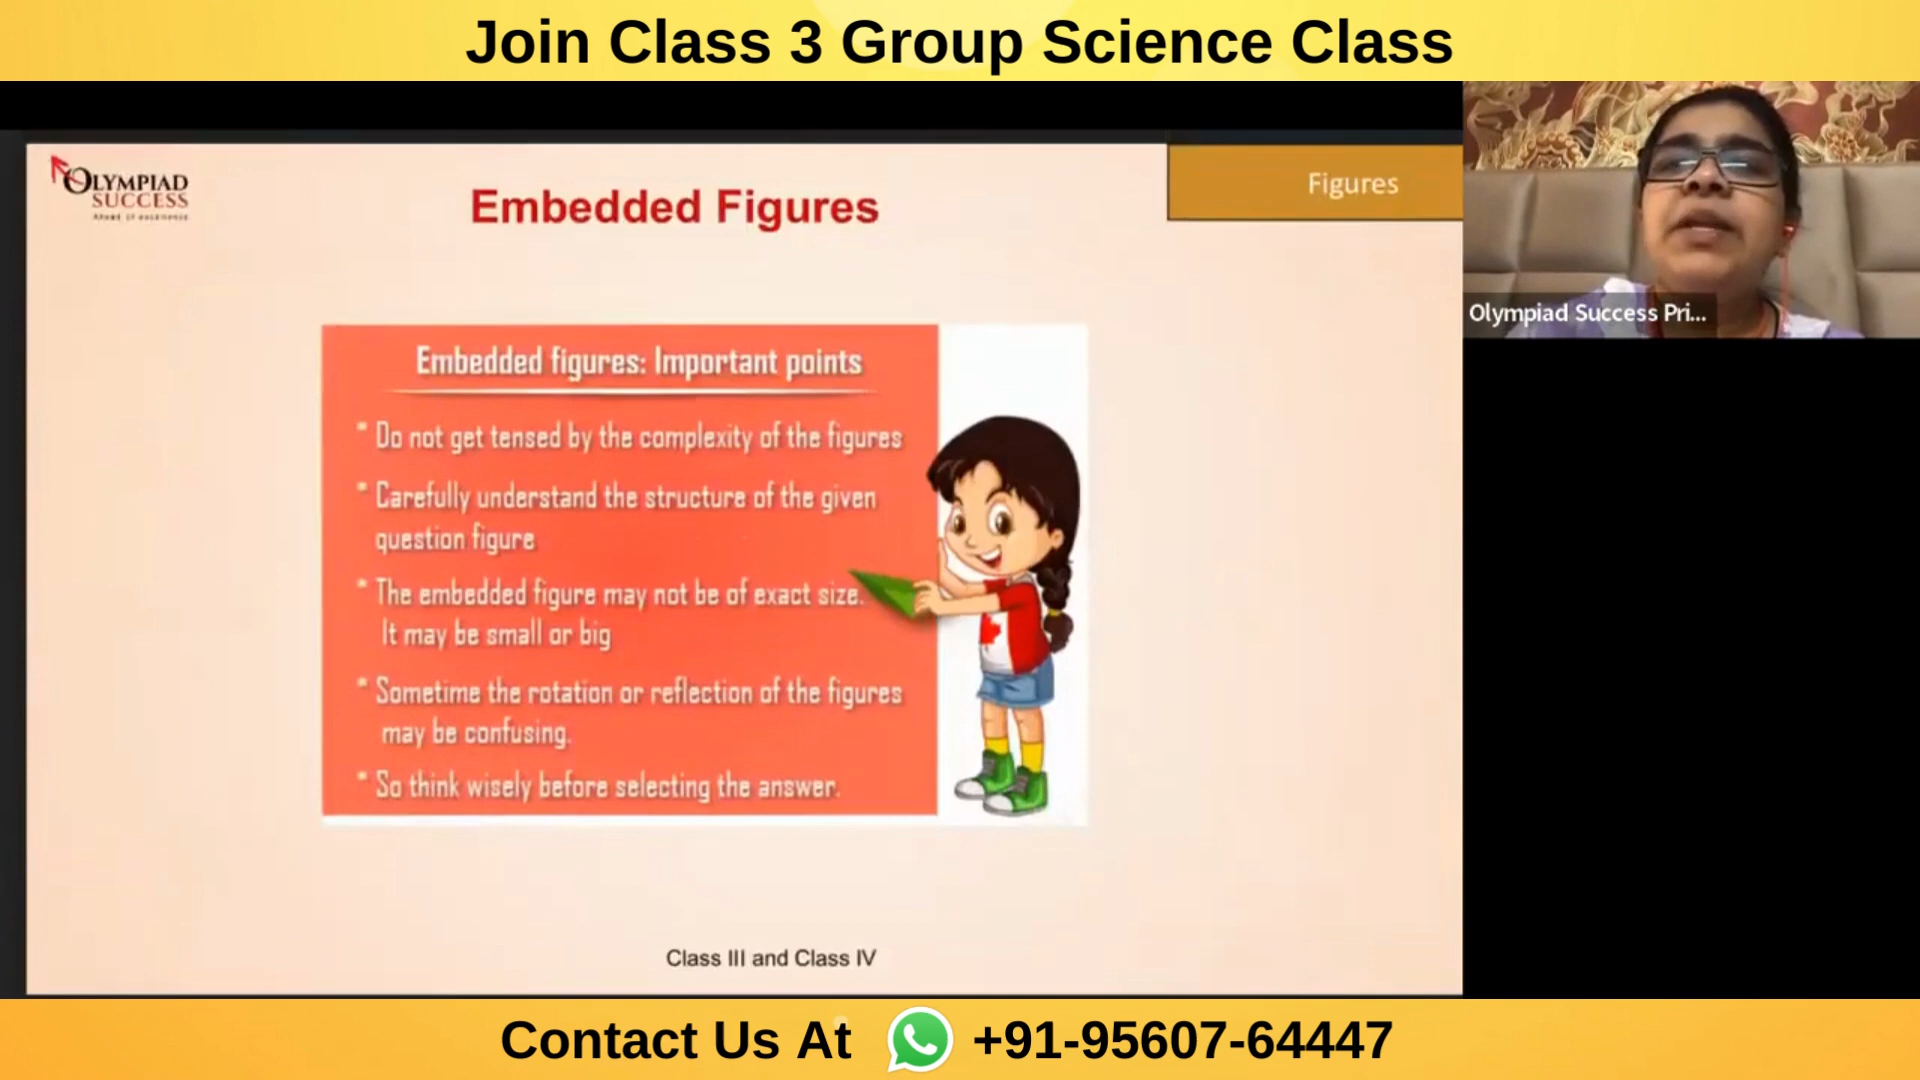 Join Class 3 Group Science Class
OLYMPIAD
SUCCESS
Ahead of excellence
Embedded Figures
Figures
Olympiad Success Pri...
Embedded figures: Important points
* Do not get tensed by the complexity of the figures
* Carefully understand the structure of the given
question figure
* The embedded figure may not be of exact size.
It may be small or big
* Sometime the rotation or reflection of the figures
may be confusing.
* So think wisely before selecting the answer.
Class III and Class IV
Contact Us At +91-95607-64447